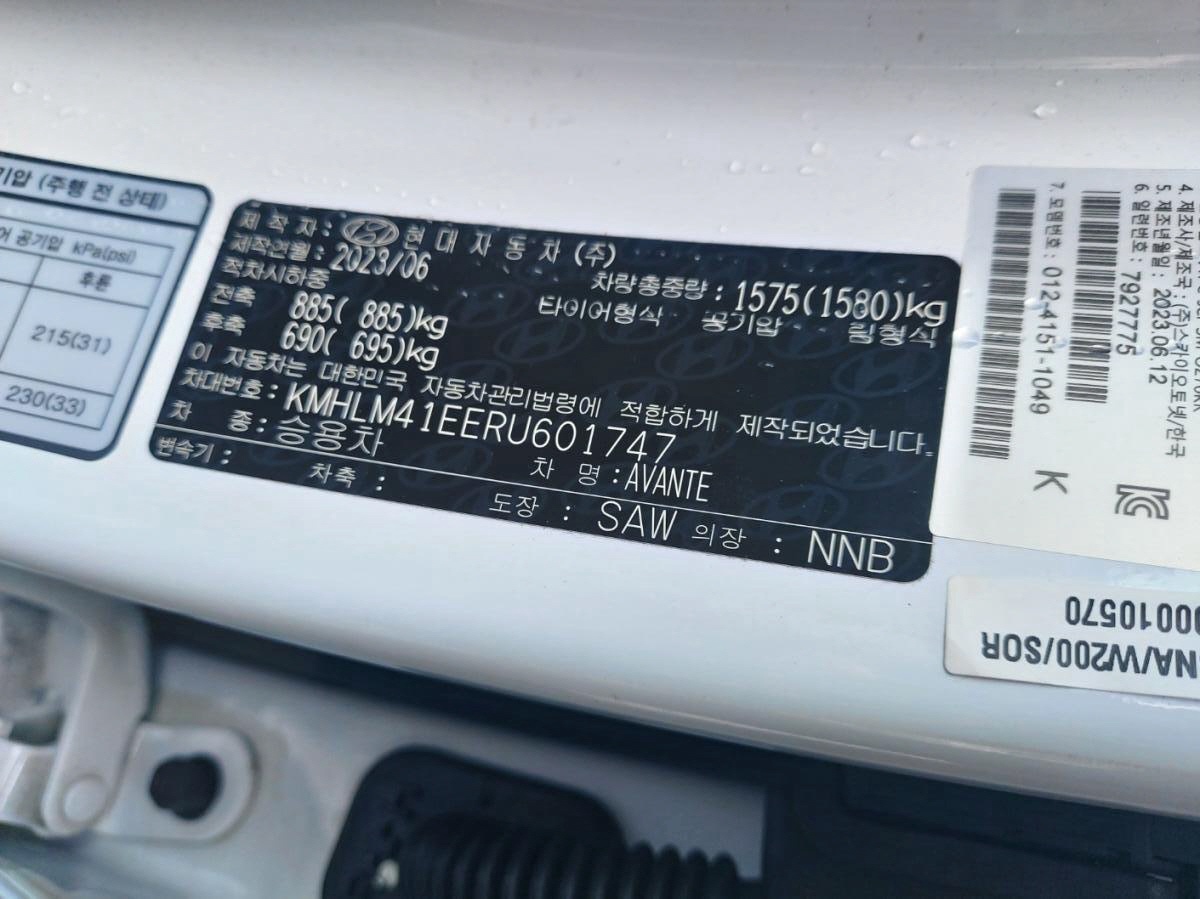 기압 (주행 전 상태)
어 공기압 kPa(psi)
후륜
215(31)
230(33)
제 작 자 : 현 대 자 동 차 (주)
제작연월 : 2023/06
적차시하중
차량총중량 : 1575(1580)kg
전축 885( 885)kg
타이어형식 공기압 림형식
후축 690( 695)kg
이 자동차는 대한민국 자동차관리법령에 적합하게 제작되었습니다.
차대번호 : KMHLM41EERU601747
차 종 : 승용차
차 명 : AVANTE
변속기 :
차축 :
도장 : SAW 의장 : NNB
4. 제조사/제조국 : (주)스카이오토넷/한국
5. 제조년월일 : 2023.06.12
6. 일련번호 : 7927775
7. 모델번호 : 012-4151-1049
K
00010570
NA/W200/SOR